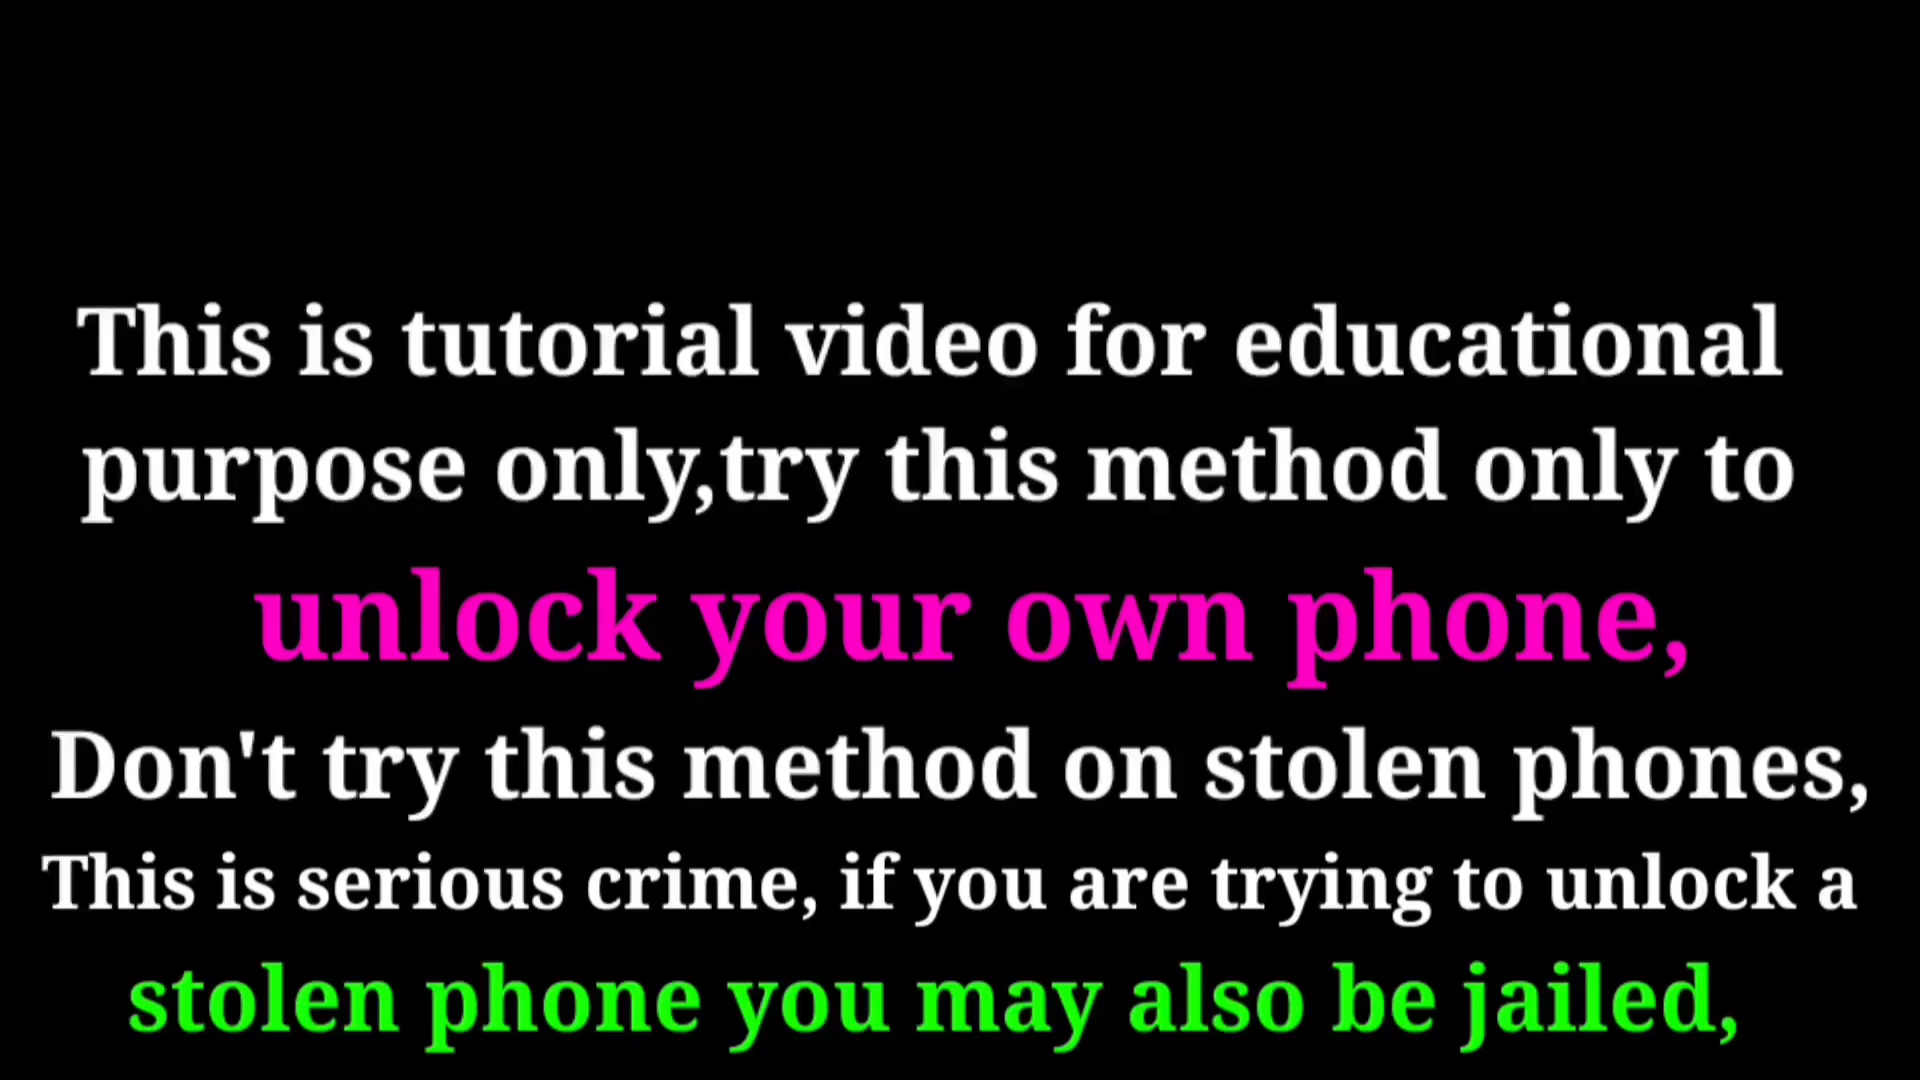 This is tutorial video for educational
purpose only,try this method only to
unlock your own phone,
Don't try this method on stolen phones,
This is serious crime, if you are trying to unlock a
stolen phone you may also be jailed,